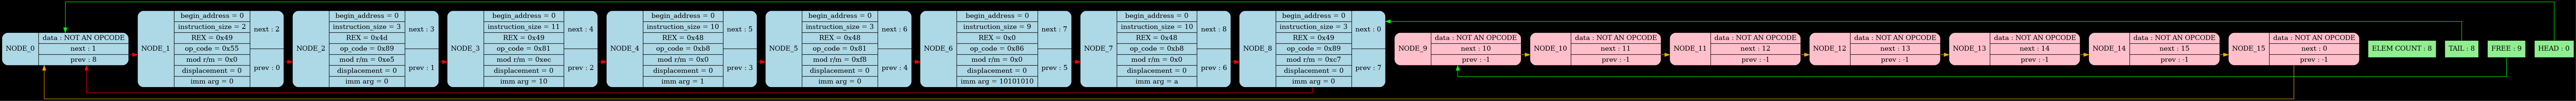 NODE_0
data : NOT AN OPCODE
next : 1
prev : 8
NODE_1
begin_address = 0
instruction_size = 2
REX = 0x49
op_code = 0x55
mod r/m = 0x0
displacement = 0
imm arg = 0
next : 2
prev : 0
NODE_2
begin_address = 0
instruction_size = 3
REX = 0x4d
op_code = 0x89
mod r/m = 0xe5
displacement = 0
imm arg = 0
next : 3
prev : 1
NODE_3
begin_address = 0
instruction_size = 11
REX = 0x49
op_code = 0x81
mod r/m = 0xec
displacement = 0
imm arg = 10
next : 4
prev : 2
NODE_4
begin_address = 0
instruction_size = 10
REX = 0x48
op_code = 0xb8
mod r/m = 0x0
displacement = 0
imm arg = 1
next : 5
prev : 3
NODE_5
begin_address = 0
instruction_size = 3
REX = 0x48
op_code = 0x81
mod r/m = 0xf8
displacement = 0
imm arg = 0
next : 6
prev : 4
NODE_6
begin_address = 0
instruction_size = 9
REX = 0x0
op_code = 0x86
mod r/m = 0x0
displacement = 0
imm arg = 10101010
next : 7
prev : 5
NODE_7
begin_address = 0
instruction_size = 10
REX = 0x48
op_code = 0xb8
mod r/m = 0x0
displacement = 0
imm arg = a
next : 8
prev : 6
NODE_8
begin_address = 0
instruction_size = 3
REX = 0x49
op_code = 0x89
mod r/m = 0xc7
displacement = 0
imm arg = 0
next : 0
prev : 7
NODE_9
data : NOT AN OPCODE
next : 10
prev : -1
NODE_10
data : NOT AN OPCODE
next : 11
prev : -1
NODE_11
data : NOT AN OPCODE
next : 12
prev : -1
NODE_12
data : NOT AN OPCODE
next : 13
prev : -1
NODE_13
data : NOT AN OPCODE
next : 14
prev : -1
NODE_14
data : NOT AN OPCODE
next : 15
prev : -1
NODE_15
data : NOT AN OPCODE
next : 0
prev : -1
ELEM COUNT : 8
TAIL : 8
FREE : 9
HEAD : 0